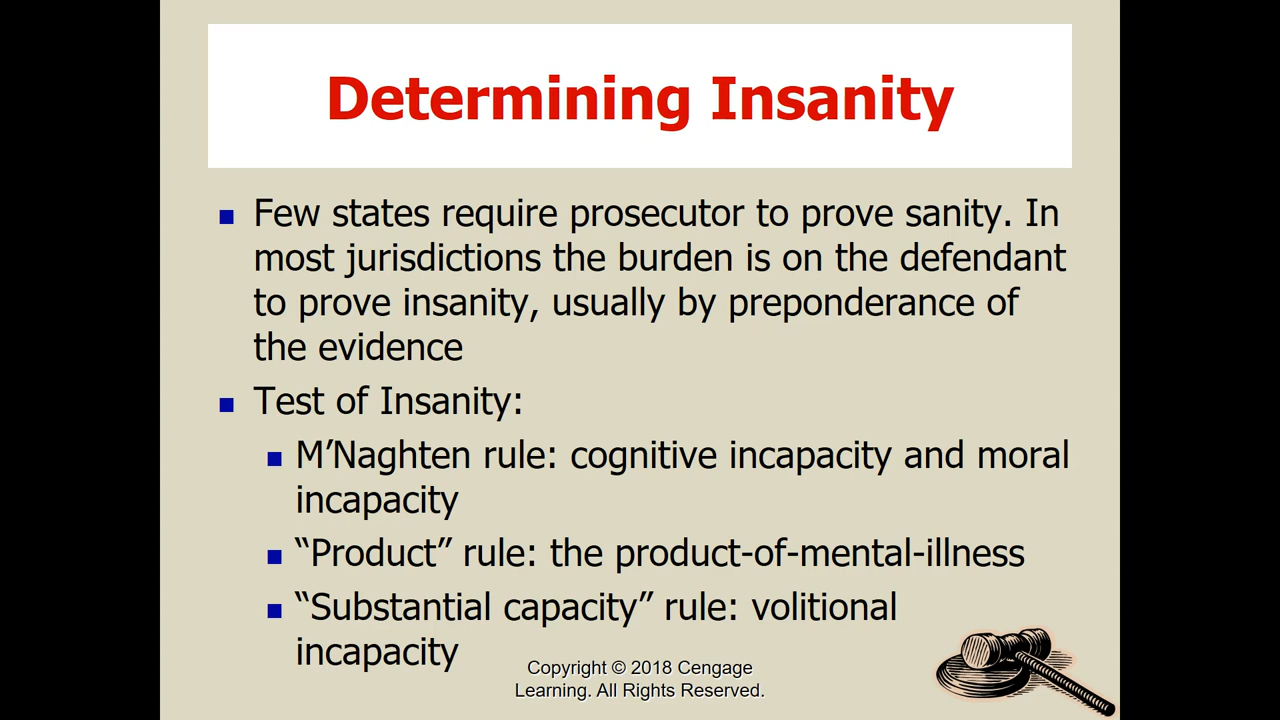 Determining Insanity
Few states require prosecutor to prove sanity. In
most jurisdictions the burden is on the defendant
to prove insanity, usually by preponderance of
the evidence
Test of Insanity:
M’Naghten rule: cognitive incapacity and moral
incapacity
“Product” rule: the product-of-mental-illness
“Substantial capacity” rule: volitional
incapacity
Copyright © 2018 Cengage
Learning. All Rights Reserved.